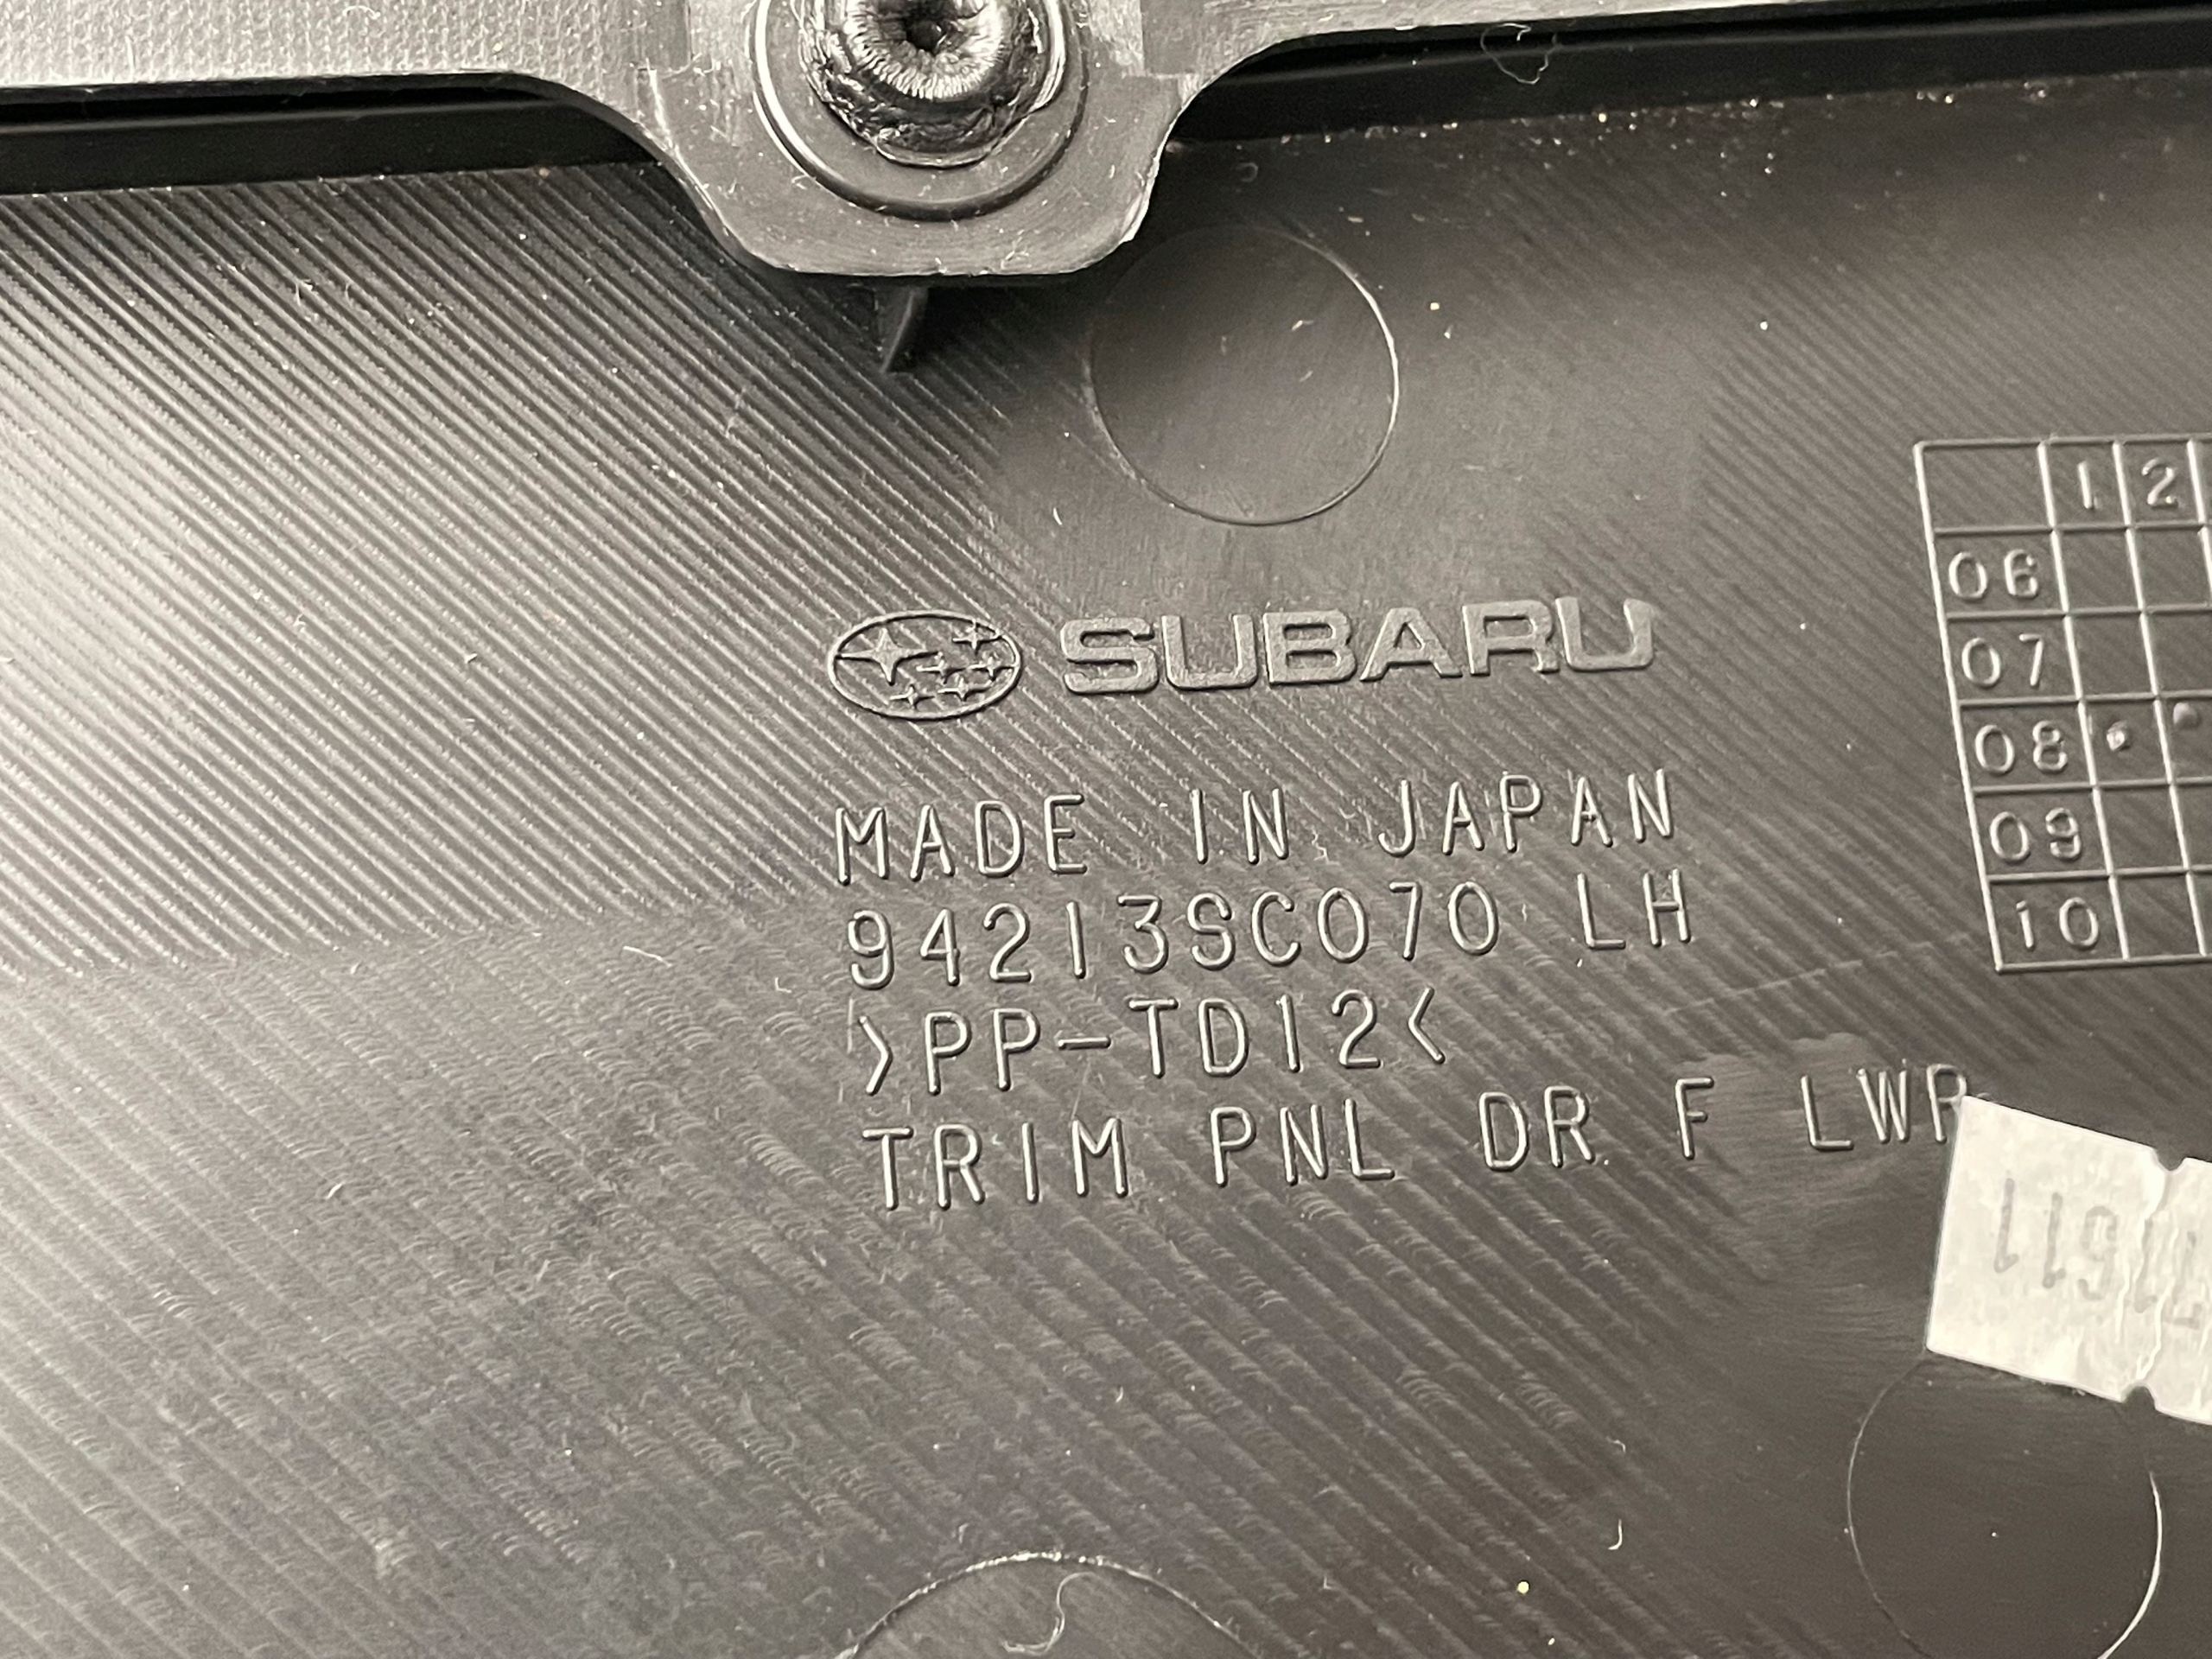 SUBARU
MADE IN JAPAN
94213SC070 LH
>PP-TD12<
TRIM PNL DR F LWR
1 2
06
07
08
09
10